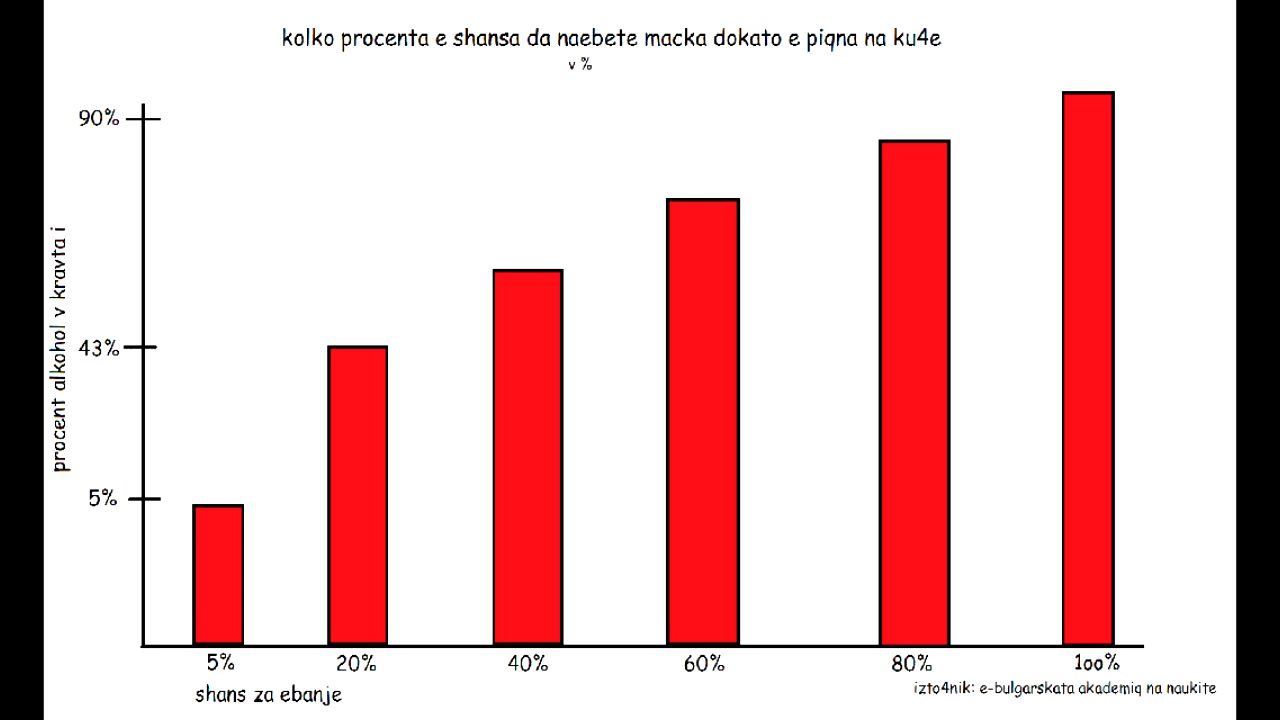 kolko procenta e shansa da naebete macka dokato e piqna na ku4e
v %
90%
43%
5%
procent alkohol v kravta i
5% 20% 40% 60% 80% 1oo%
shans za ebanje
izto4nik: e-bulgarskata akademiq na naukite